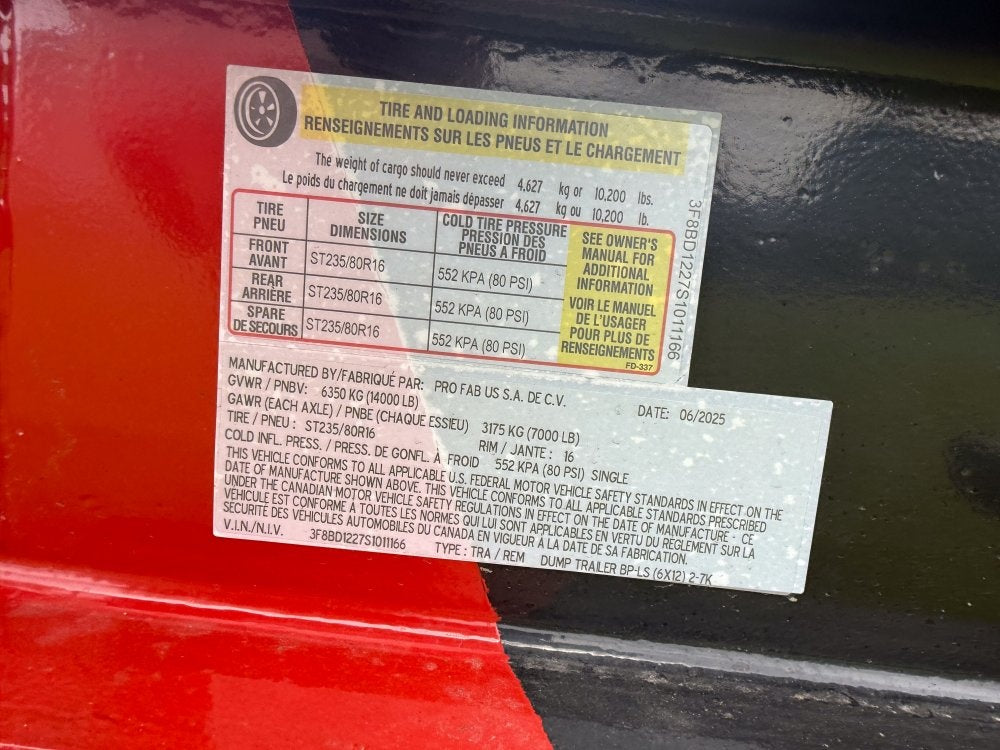 TIRE AND LOADING INFORMATION
RENSEIGNEMENTS SUR LES PNEUS ET LE CHARGEMENT
The weight of cargo should never exceed 4,627 kg or 10,200 lbs.
Le poids du chargement ne doit jamais dépasser 4,627 kg ou 10,200 lb.
TIRE
PNEU
SIZE
DIMENSIONS
COLD TIRE PRESSURE
PRESSION DES
PNEUS A FROID
FRONT
AVANT
ST235/80R16
552 KPA (80 PSI)
REAR
ARRIÈRE
ST235/80R16
552 KPA (80 PSI)
SPARE
DE SECOURS
ST235/80R16
552 KPA (80 PSI)
SEE OWNER'S
MANUAL FOR
ADDITIONAL
INFORMATION
VOIR LE MANUEL
DE L'USAGER
POUR PLUS DE
RENSEIGNEMENTS
FD-337
3F8BD1227S1011166
MANUFACTURED BY/FABRIQUÉ PAR: PRO FAB US S.A. DE C.V. DATE: 06/2025
GVWR / PNBV: 6350 KG (14000 LB)
GAWR (EACH AXLE) / PNBE (CHAQUE ESSIEU) 3175 KG (7000 LB)
TIRE / PNEU : ST235/80R16 RIM / JANTE : 16
COLD INFL. PRESS. / PRESS. DE GONFL. À FROID 552 KPA (80 PSI) SINGLE
THIS VEHICLE CONFORMS TO ALL APPLICABLE U.S. FEDERAL MOTOR VEHICLE SAFETY STANDARDS IN EFFECT ON THE
DATE OF MANUFACTURE SHOWN ABOVE. THIS VEHICLE CONFORMS TO ALL APPLICABLE STANDARDS PRESCRIBED
UNDER THE CANADIAN MOTOR VEHICLE SAFETY REGULATIONS IN EFFECT ON THE DATE OF MANUFACTURE - CE
VÉHICULE EST CONFORME À TOUTES LES NORMES QUI LUI SONT APPLICABLES EN VERTU DU RÈGLEMENT SUR LA
SÉCURITÉ DES VÉHICULES AUTOMOBILES DU CANADA EN VIGUEUR À LA DATE DE SA FABRICATION.
V.I.N./N.I.V. 3F8BD1227S1011166 TYPE : TRA / REM DUMP TRAILER BP-LS (6X12) 2-7K